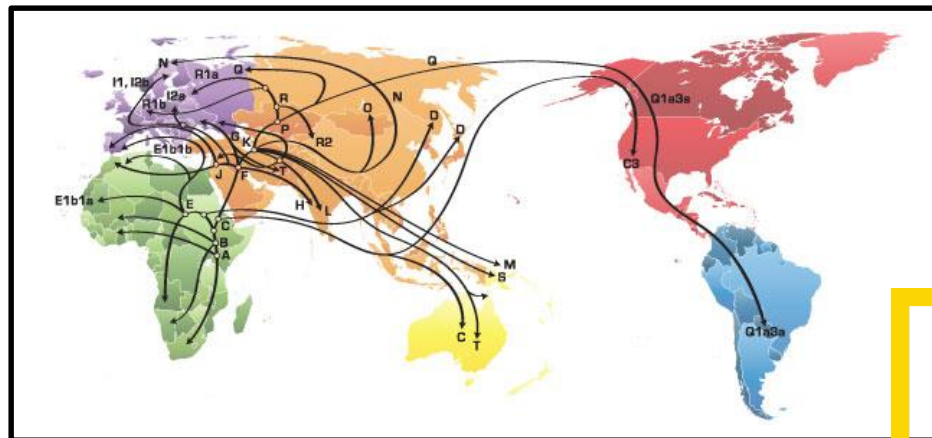 N
Q
R1a
Q
I1, I2b
I2a
R1b
R
N
Q1a3a
O
D
D
P
G
K
R2
E1b1b
C3
J
F
T
H
L
E1b1a
E
C
B
A
M
S
C
T
Q1a3a